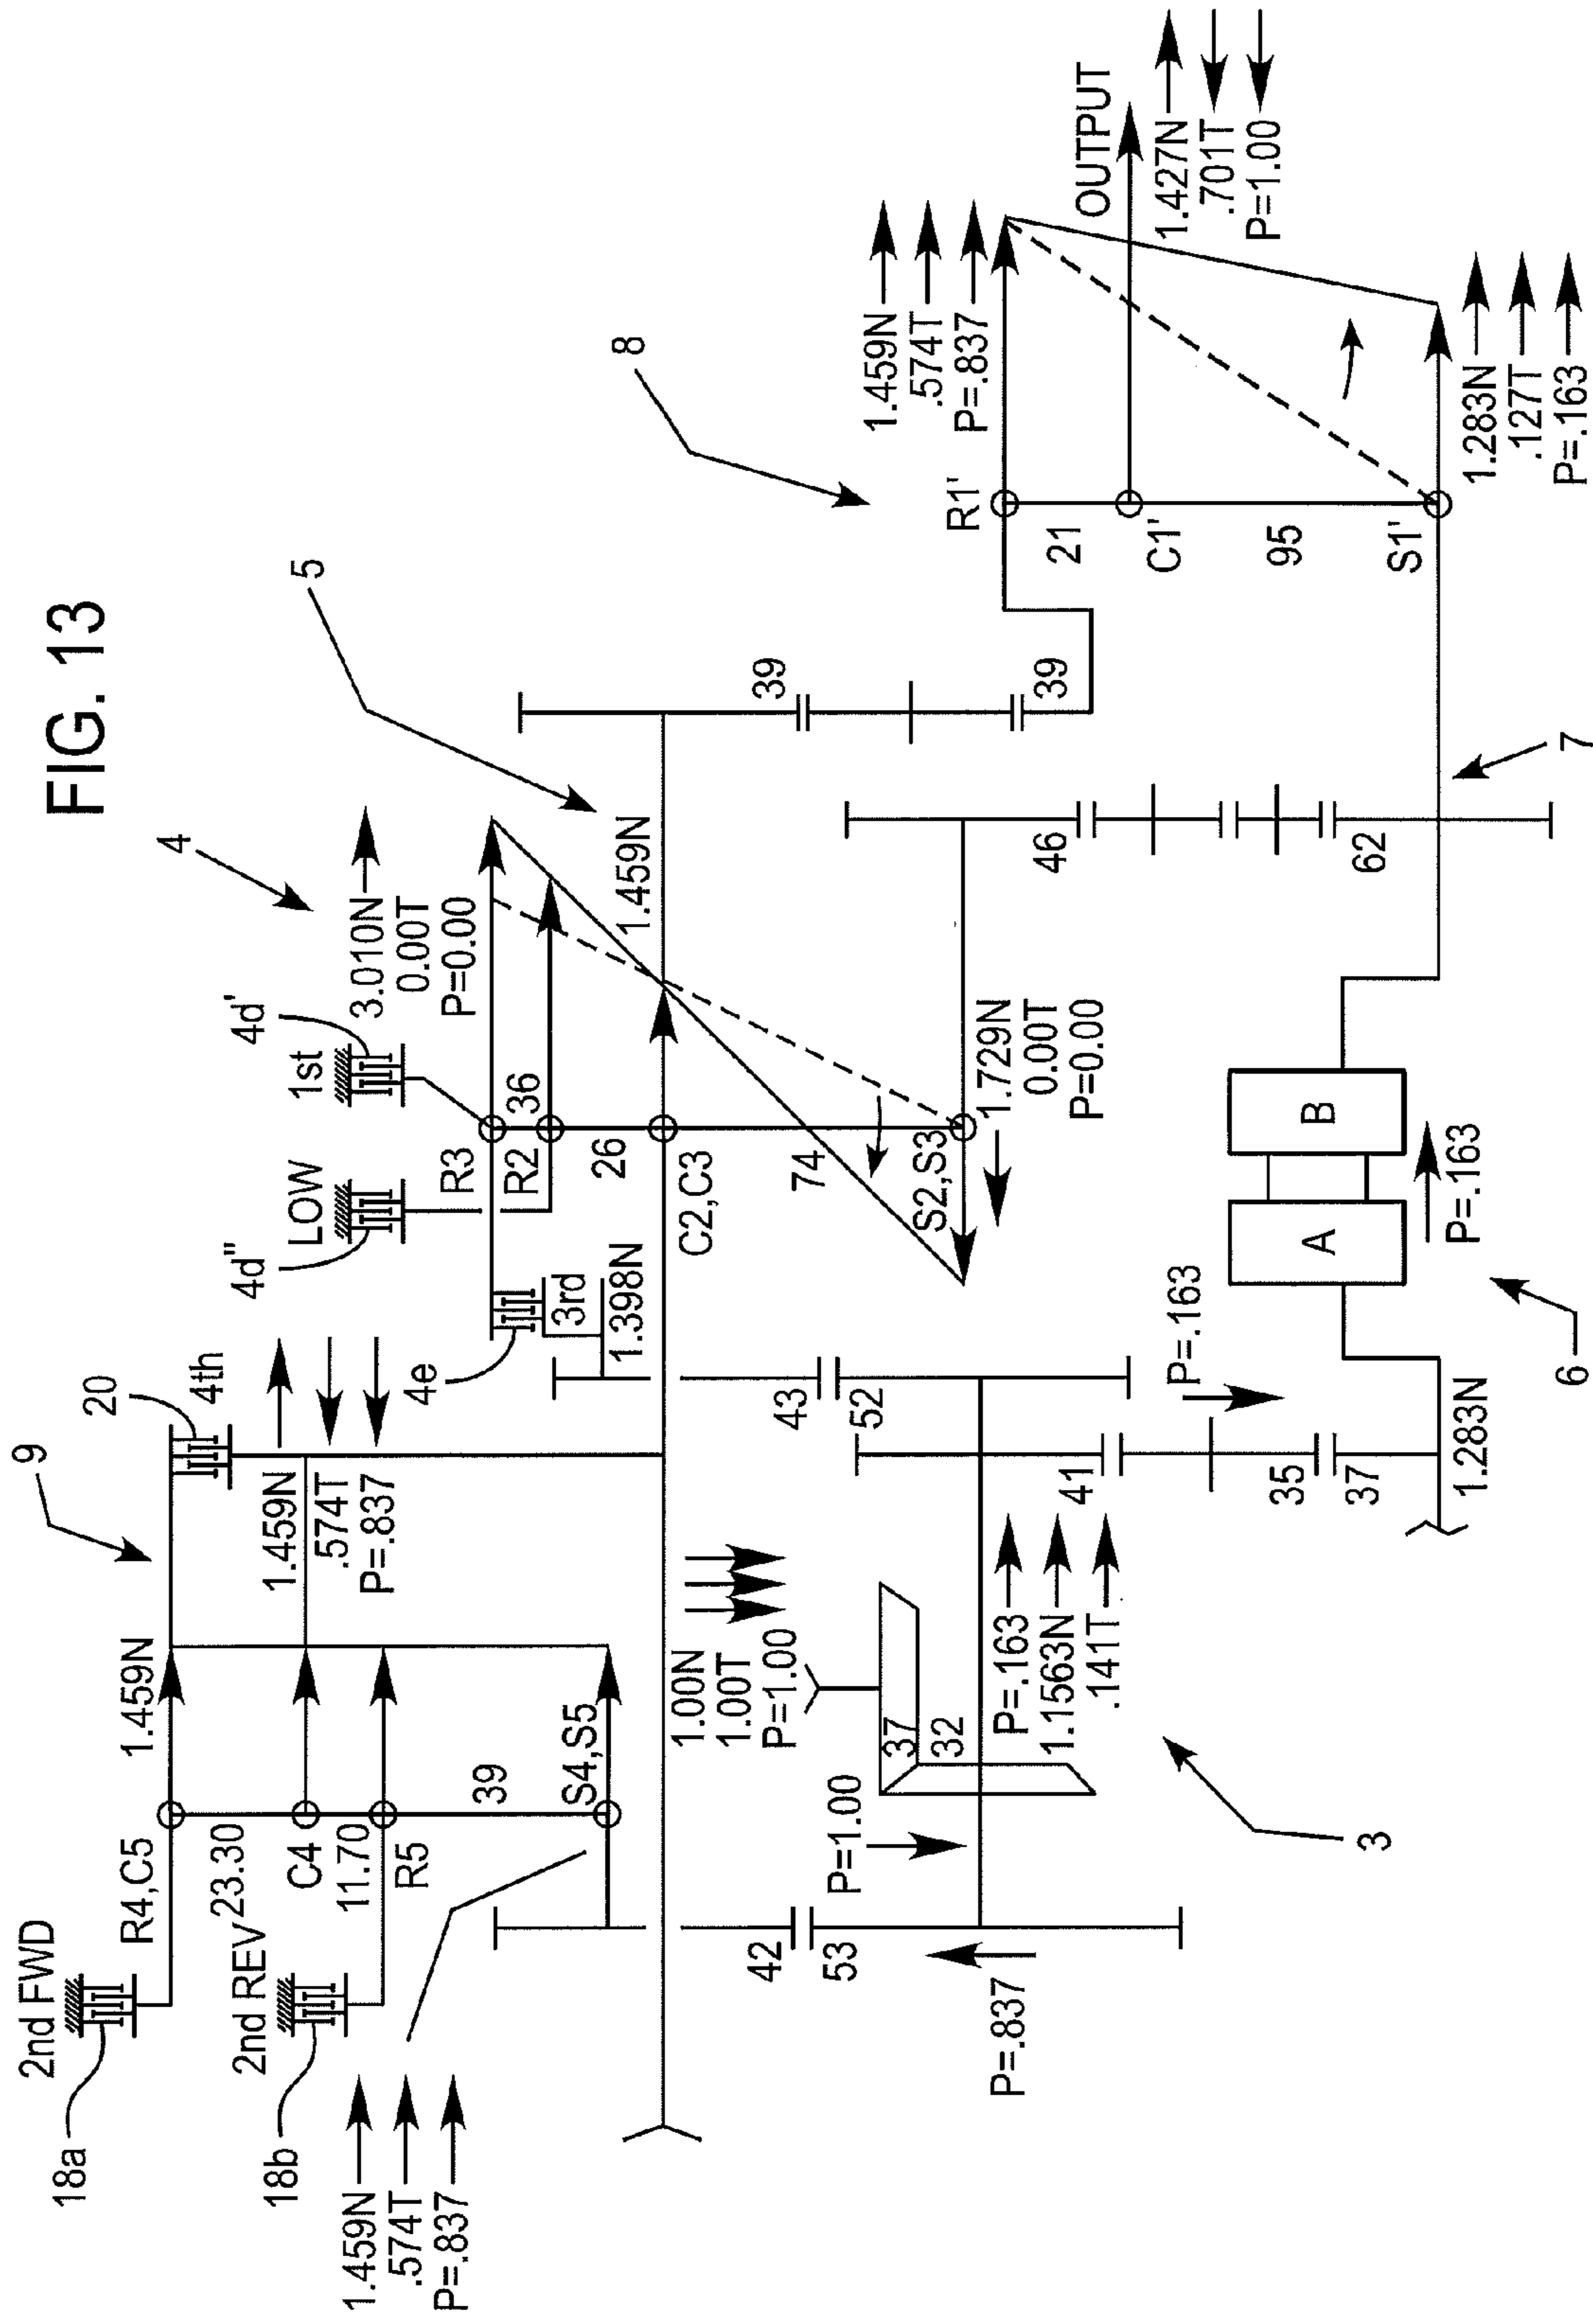 FIG. 13
2nd FWD
18a
R4,C5
1.459N
9
20
4th
23.30
C4
11.70
R5
39
S4,S5
2nd REV
18b
1.459N
.574T
P=.837
1.459N
.574T
P=.837
4e
3rd
1.398N
LOW
4d"
1st
4d'
R3
R2
36
26
C2,C3
74
S2,S3
4
3.010N
0.00T
P=0.00
5
1.459N
1.729N
0.00T
P=0.00
39
39
46
62
7
8
R1'
21
C1'
95
S1'
1.459N
.574T
P=.837
OUTPUT
1.427N
.701T
P=1.00
1.283N
.127T
P=.163
1.00N
1.00T
P=1.00
37
32
P=1.00
42
53
P=.837
3
P=.163
1.1563N
.141T
43
52
41
35
37
P=.163
1.283N
A
B
P=.163
6